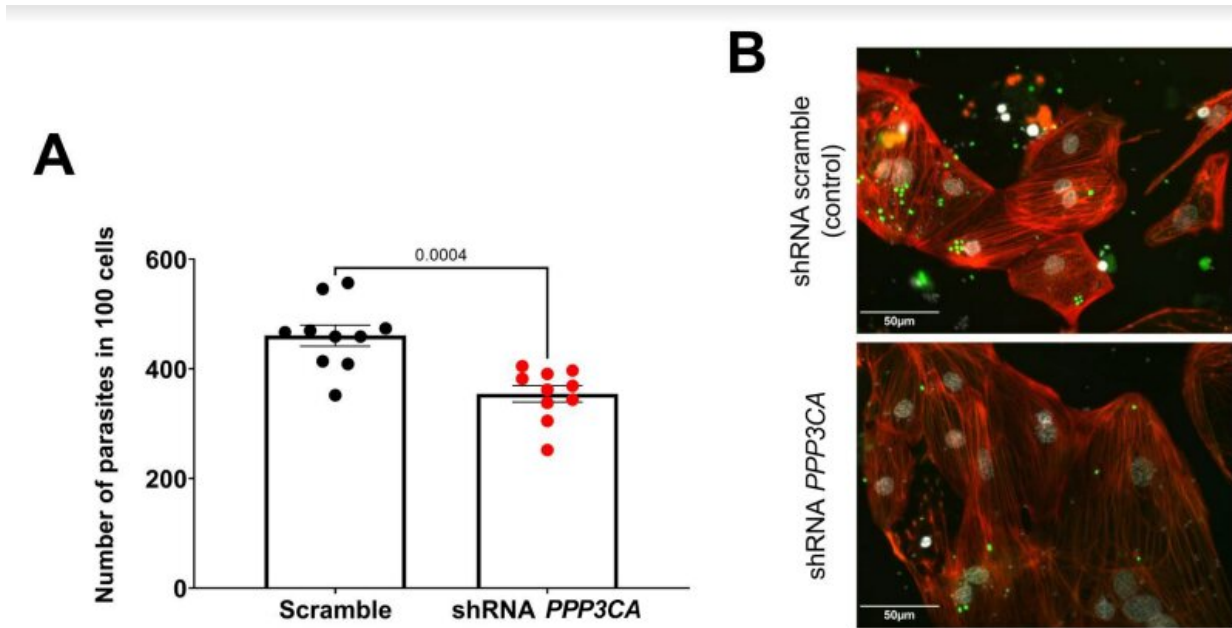 A
Number of parasites in 100 cells
600
400
200
0
0.0004
Scramble
shRNA PPP3CA
B
shRNA scramble
(control)
50µm
shRNA PPP3CA
50µm